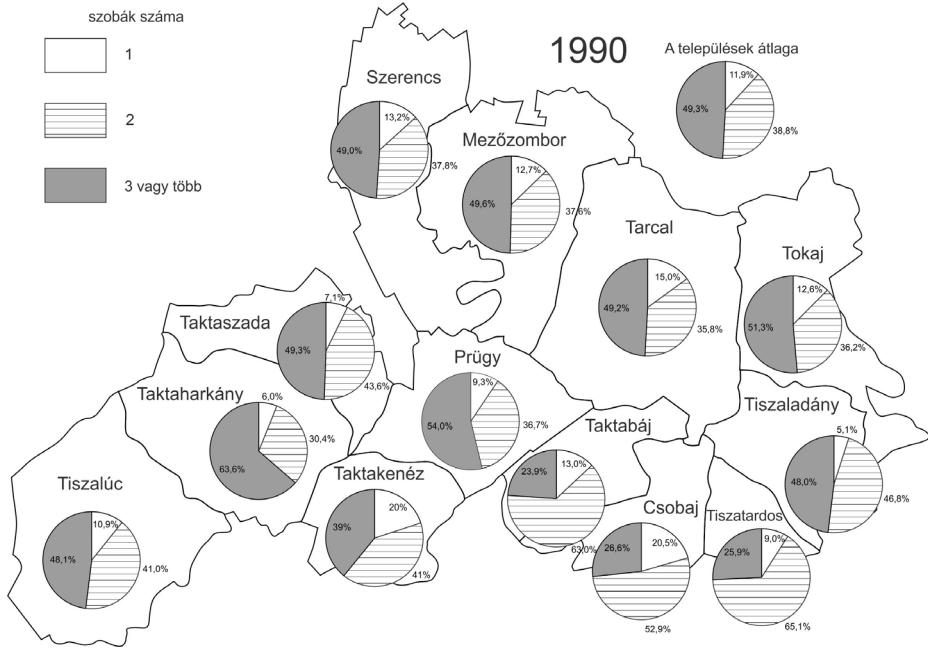 szobák száma
1
2
3 vagy több
1990
A települések átlaga
11,9%
49,3%
38,8%
Szerencs
13,2%
49,0%
37,8%
Mezőzombor
12,7%
49,6%
37,6%
Tarcal
15,0%
49,2%
35,8%
Tokaj
12,6%
51,3%
36,2%
Taktaszada
7,1%
49,3%
43,6%
Prügy
9,3%
54,0%
36,7%
Taktaharkány
6,0%
30,4%
63,6%
Taktabáj
23,9%
13,0%
63,0%
Tiszaladány
5,1%
48,0%
46,8%
Tiszalúc
10,9%
48,1%
41,0%
Taktakenéz
20%
39%
41%
Csobaj
26,6%
20,5%
52,9%
Tiszatardos
25,9%
9,0%
65,1%